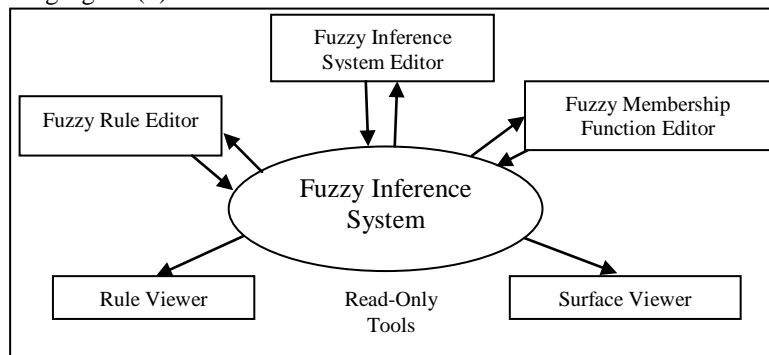 Fuzzy Inference
System Editor
Fuzzy Rule Editor
Fuzzy Membership
Function Editor
Fuzzy Inference
System
Rule Viewer
Read-Only
Tools
Surface Viewer